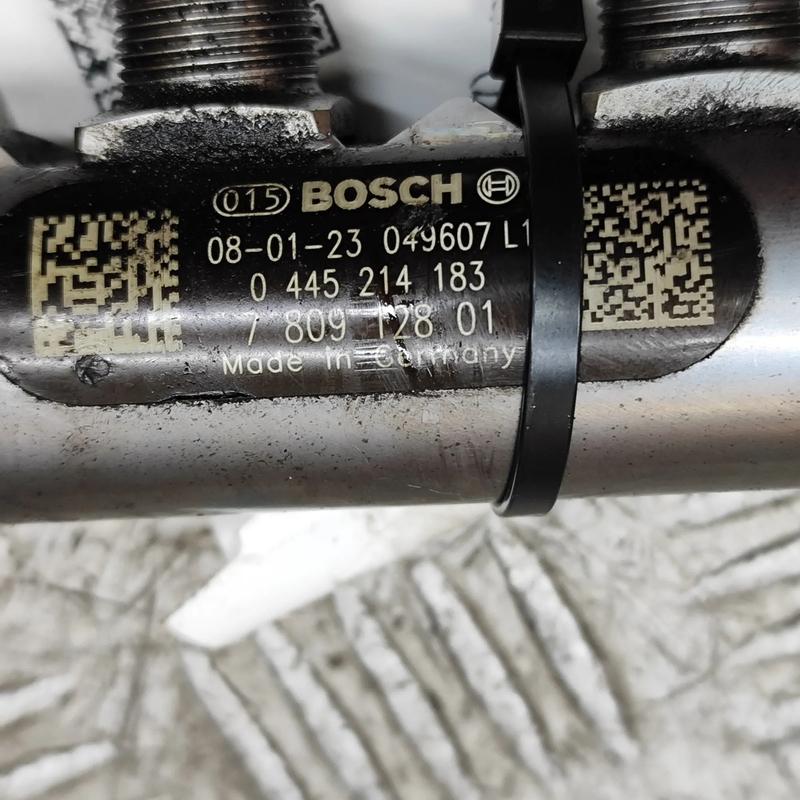 015 BOSCH
08-01-23 049607 L1
0 445 214 183
7 809 128 01
Made in Germany